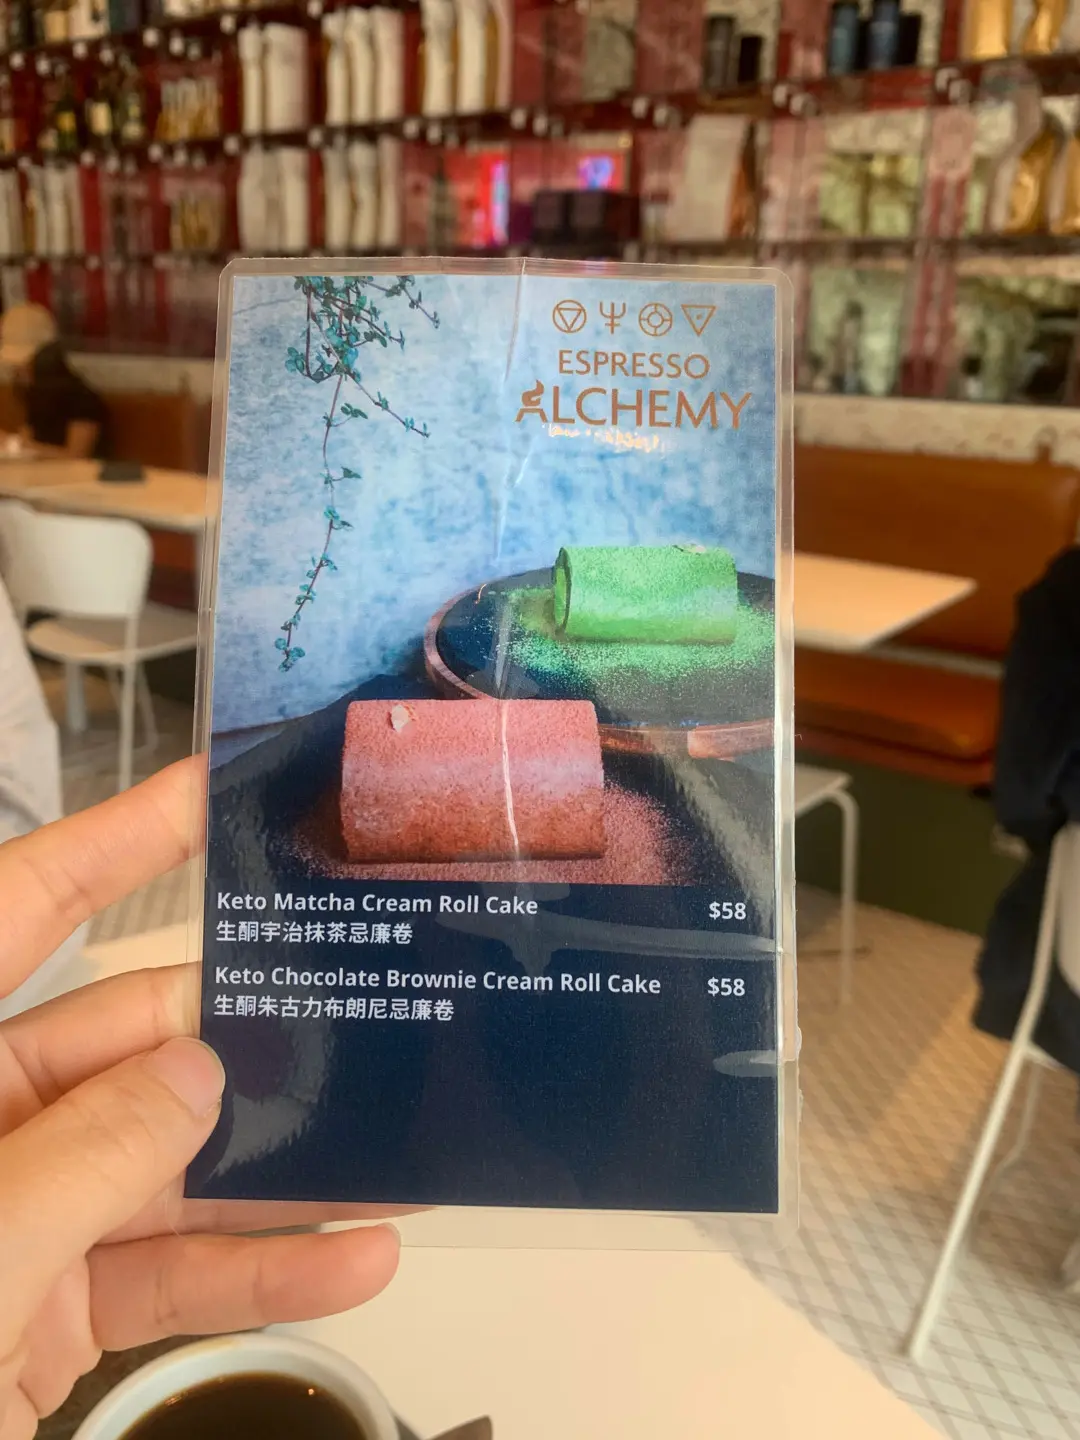 ESPRESSO
ALCHEMY
Keto Matcha Cream Roll Cake $58
生酮宇治抹茶忌廉卷
Keto Chocolate Brownie Cream Roll Cake $58
生酮朱古力布朗尼忌廉卷